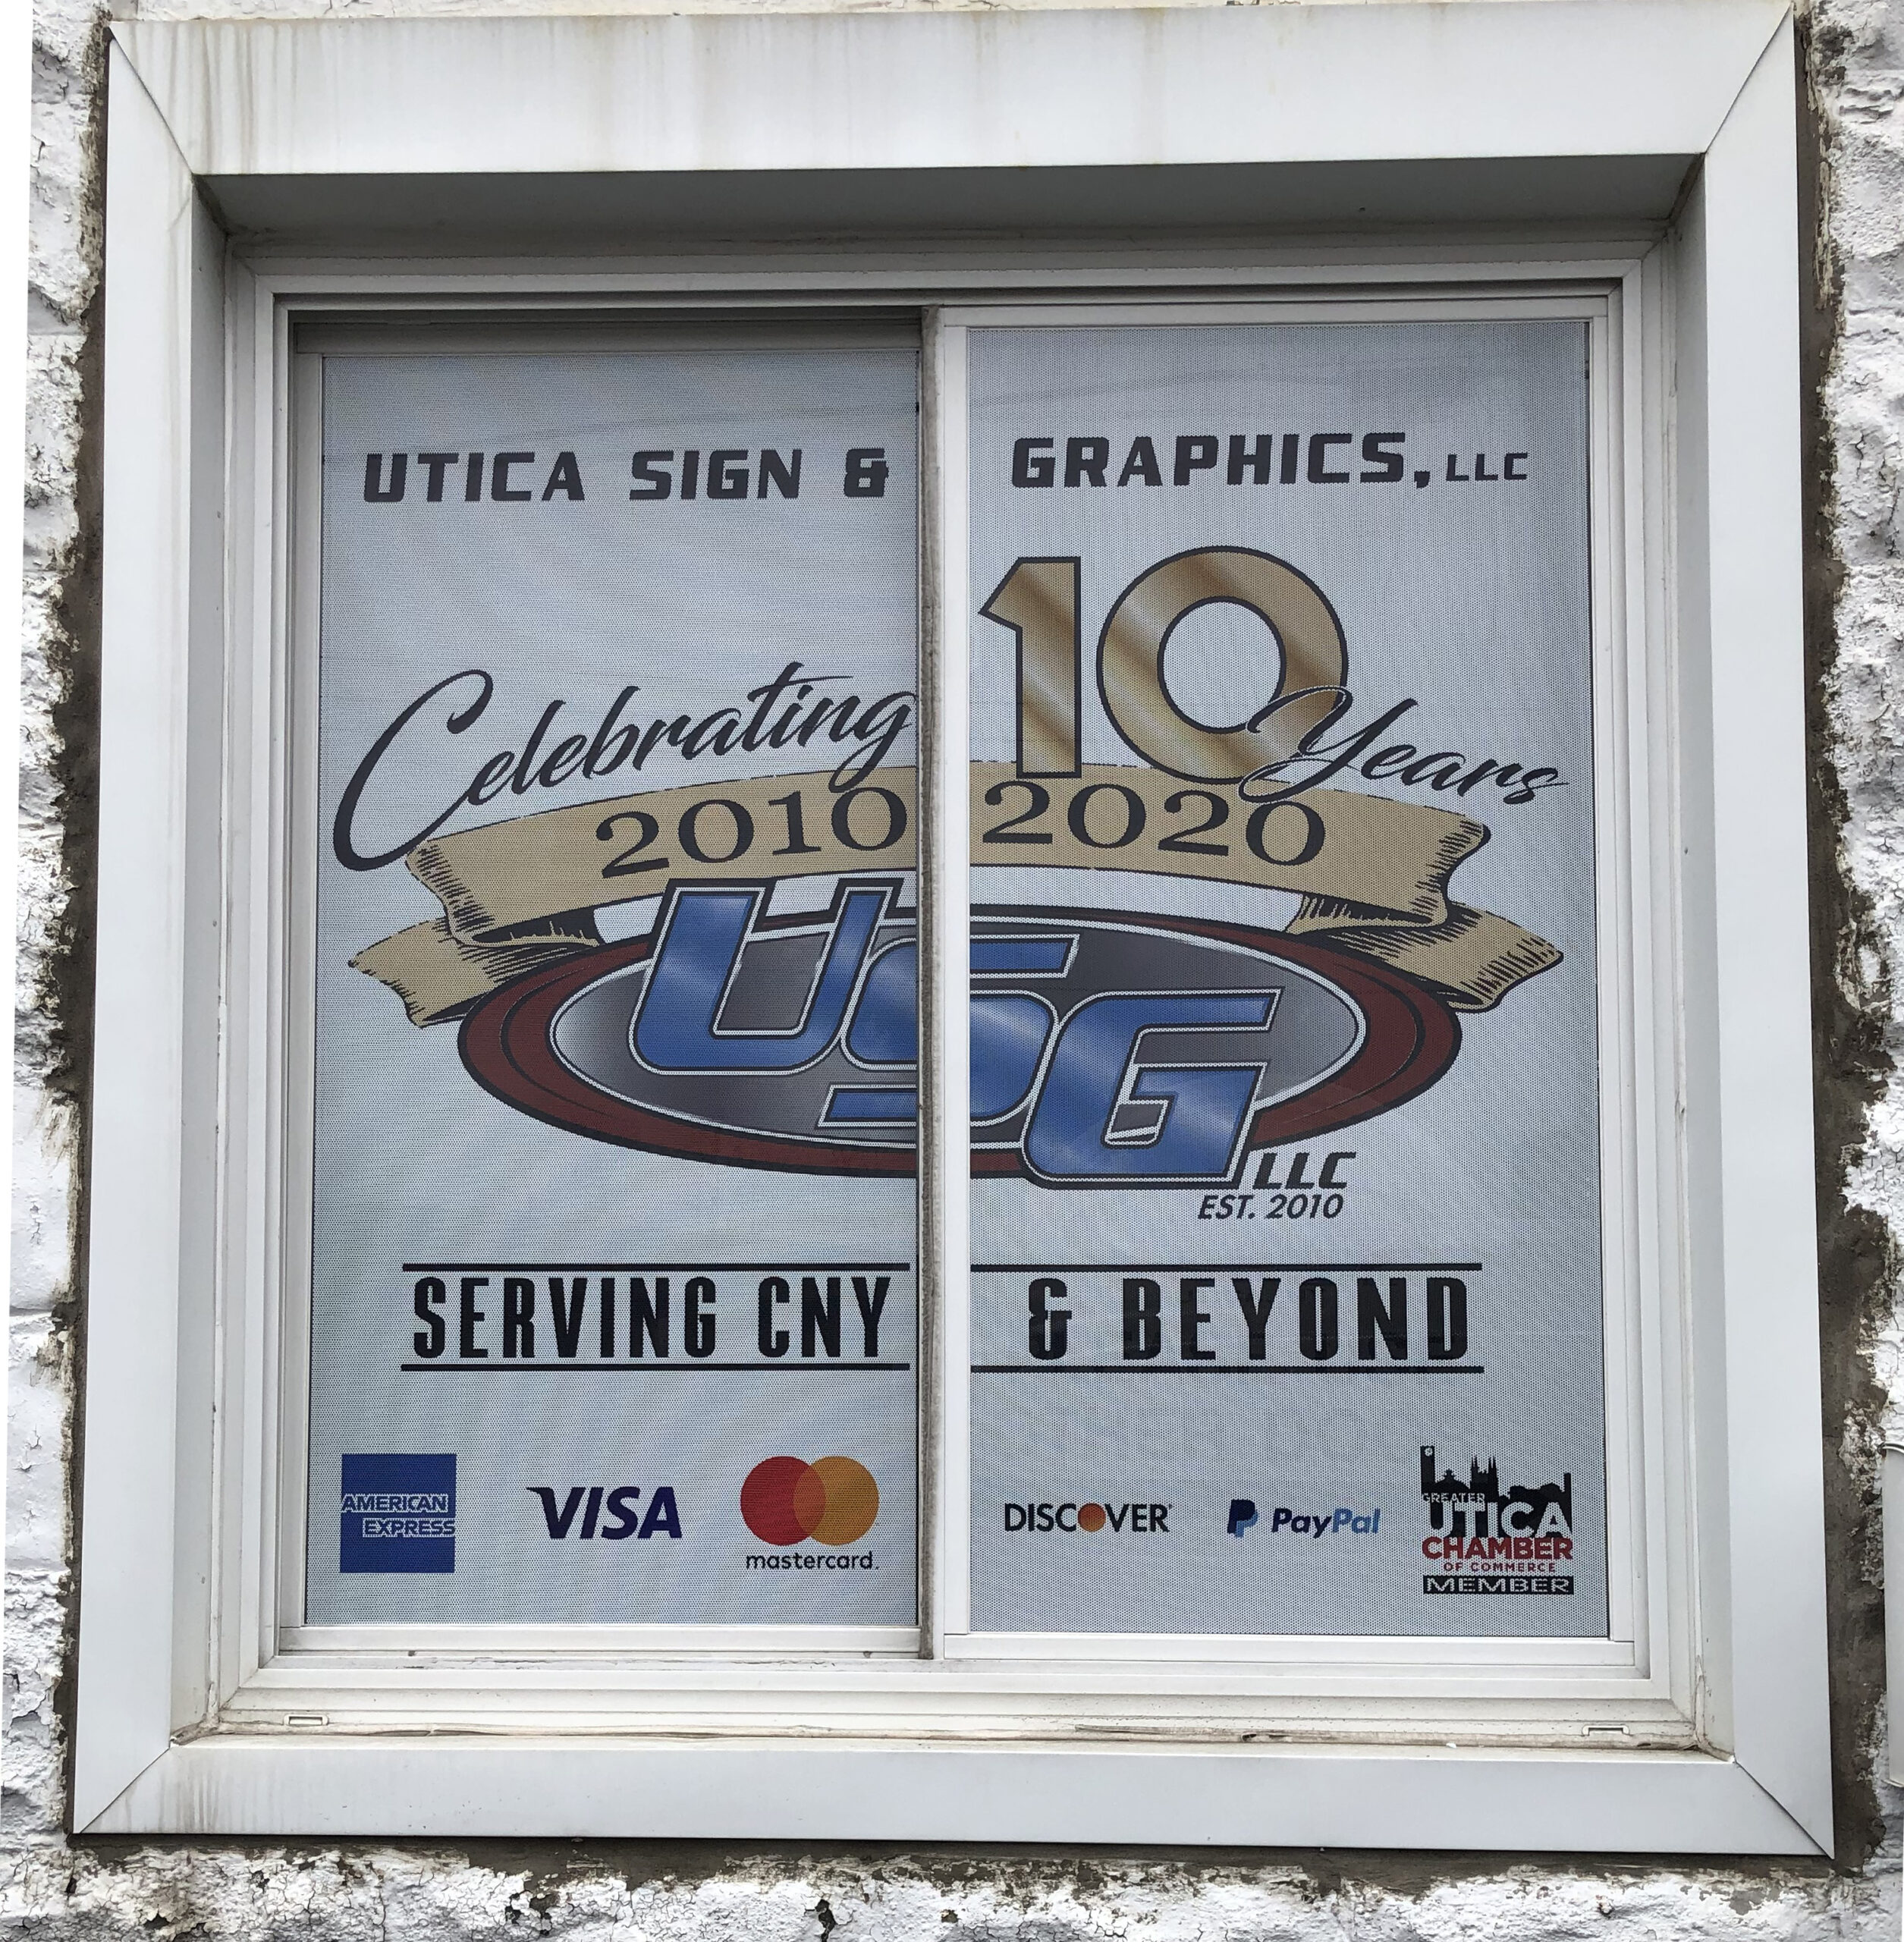 UTICA SIGN & GRAPHICS, LLC
Celebrating 10 Years
2010 2020
USG
LLC
EST. 2010
SERVING CNY & BEYOND
AMERICAN
EXPRESS
VISA
mastercard.
DISCOVER
P PayPal
GREATER
UTICA
CHAMBER
OF COMMERCE
MEMBER